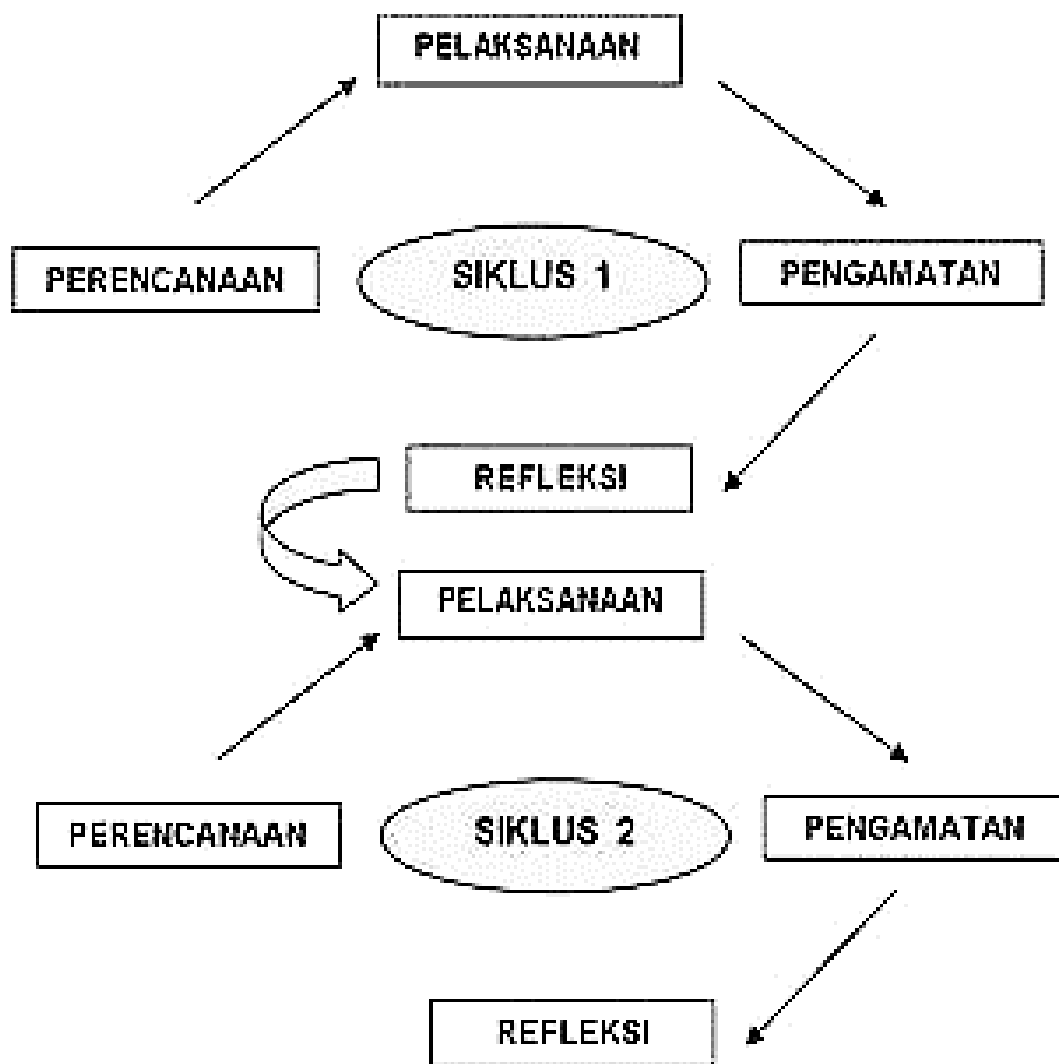 PELAKSANAAN
PERENCANAAN
SIKLUS 1
PENGAMATAN
REFLEKSI
PELAKSANAAN
PERENCANAAN
SIKLUS 2
PENGAMATAN
REFLEKSI